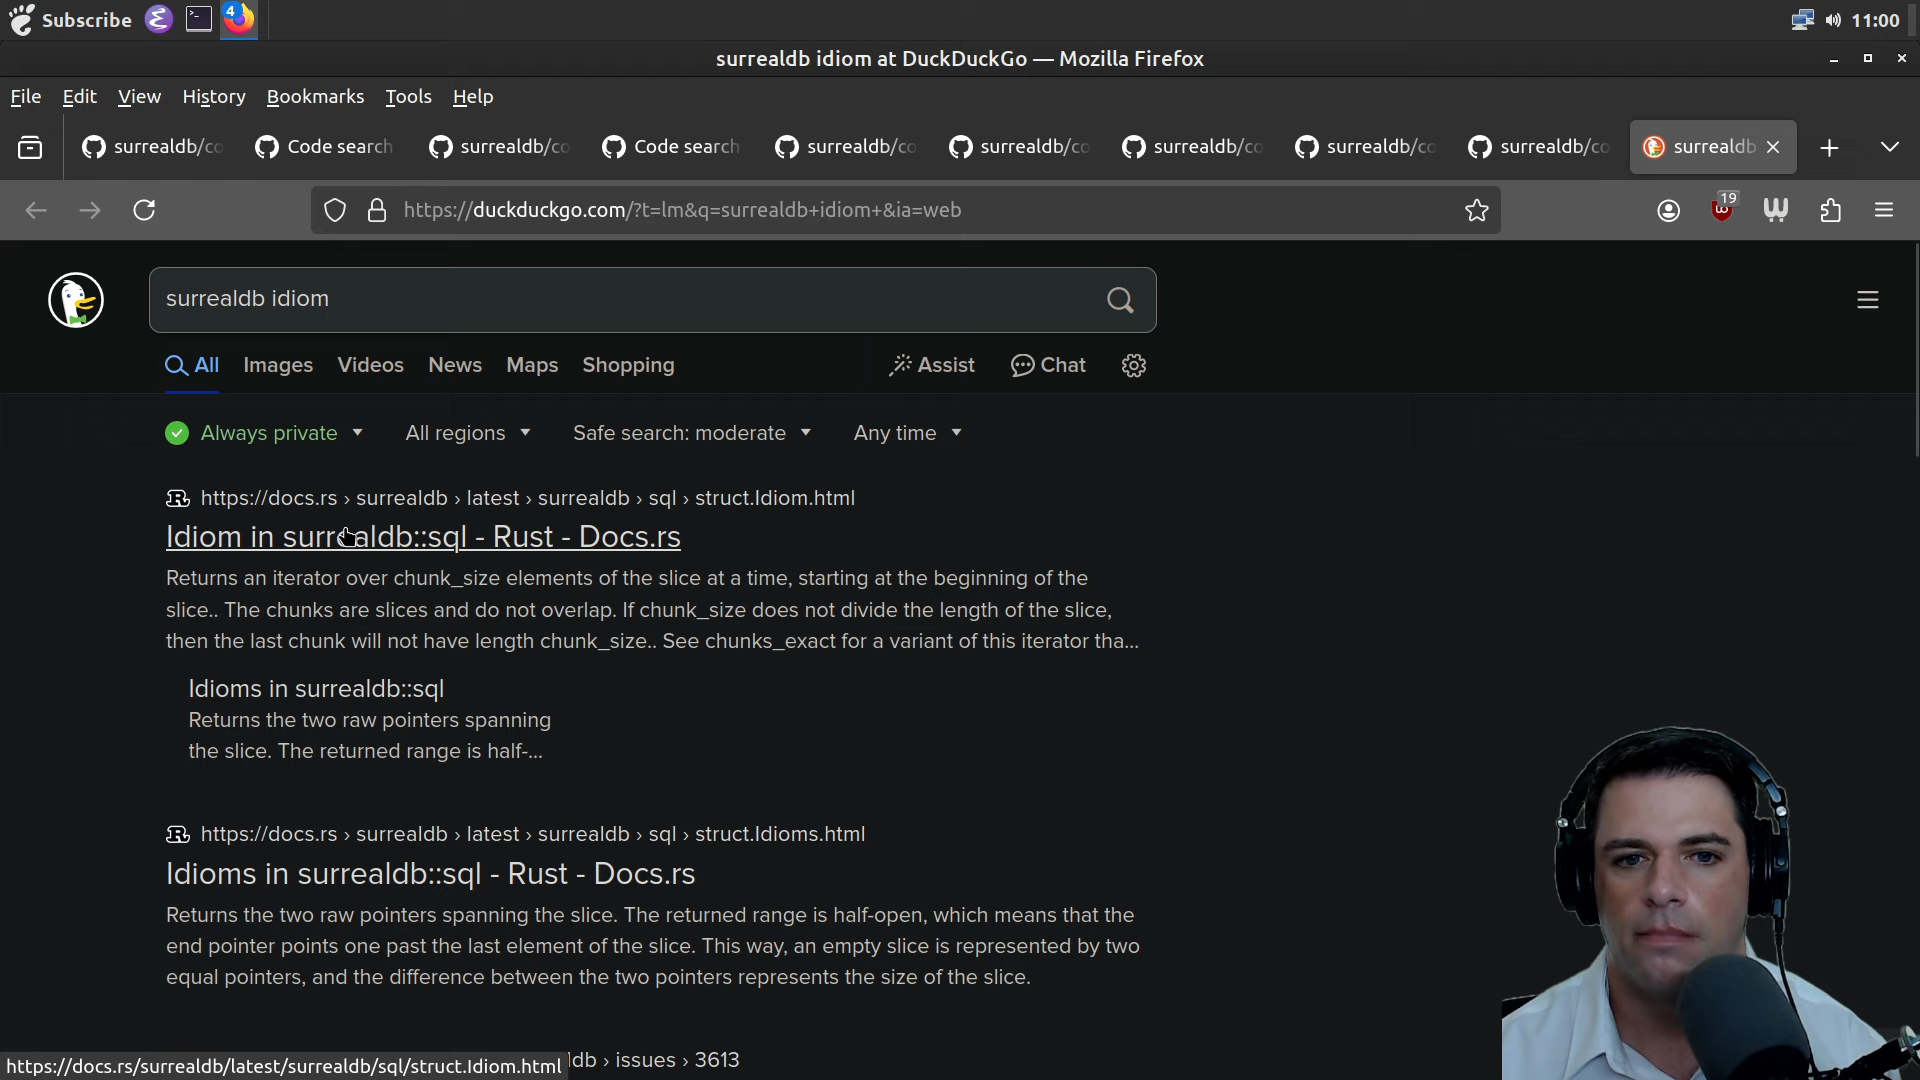 Subscribe
4
11:00
surrealdb idiom at DuckDuckGo — Mozilla Firefox
File Edit View History Bookmarks Tools Help
surrealdb/co Code search surrealdb/co Code search surrealdb/co surrealdb/co surrealdb/co surrealdb/co surrealdb/co surrealdb
https://duckduckgo.com/?t=lm&q=surrealdb+idiom+&ia=web
19
surrealdb idiom
All Images Videos News Maps Shopping Assist Chat
Always private All regions Safe search: moderate Any time
https://docs.rs › surrealdb › latest › surrealdb › sql › struct.Idiom.html
Idiom in surrealdb::sql - Rust - Docs.rs
Returns an iterator over chunk_size elements of the slice at a time, starting at the beginning of the
slice.. The chunks are slices and do not overlap. If chunk_size does not divide the length of the slice,
then the last chunk will not have length chunk_size.. See chunks_exact for a variant of this iterator tha...
Idioms in surrealdb::sql
Returns the two raw pointers spanning
the slice. The returned range is half-...
https://docs.rs › surrealdb › latest › surrealdb › sql › struct.Idioms.html
Idioms in surrealdb::sql - Rust - Docs.rs
Returns the two raw pointers spanning the slice. The returned range is half-open, which means that the
end pointer points one past the last element of the slice. This way, an empty slice is represented by two
equal pointers, and the difference between the two pointers represents the size of the slice.
ldb › issues › 3613
https://docs.rs/surrealdb/latest/surrealdb/sql/struct.Idiom.html